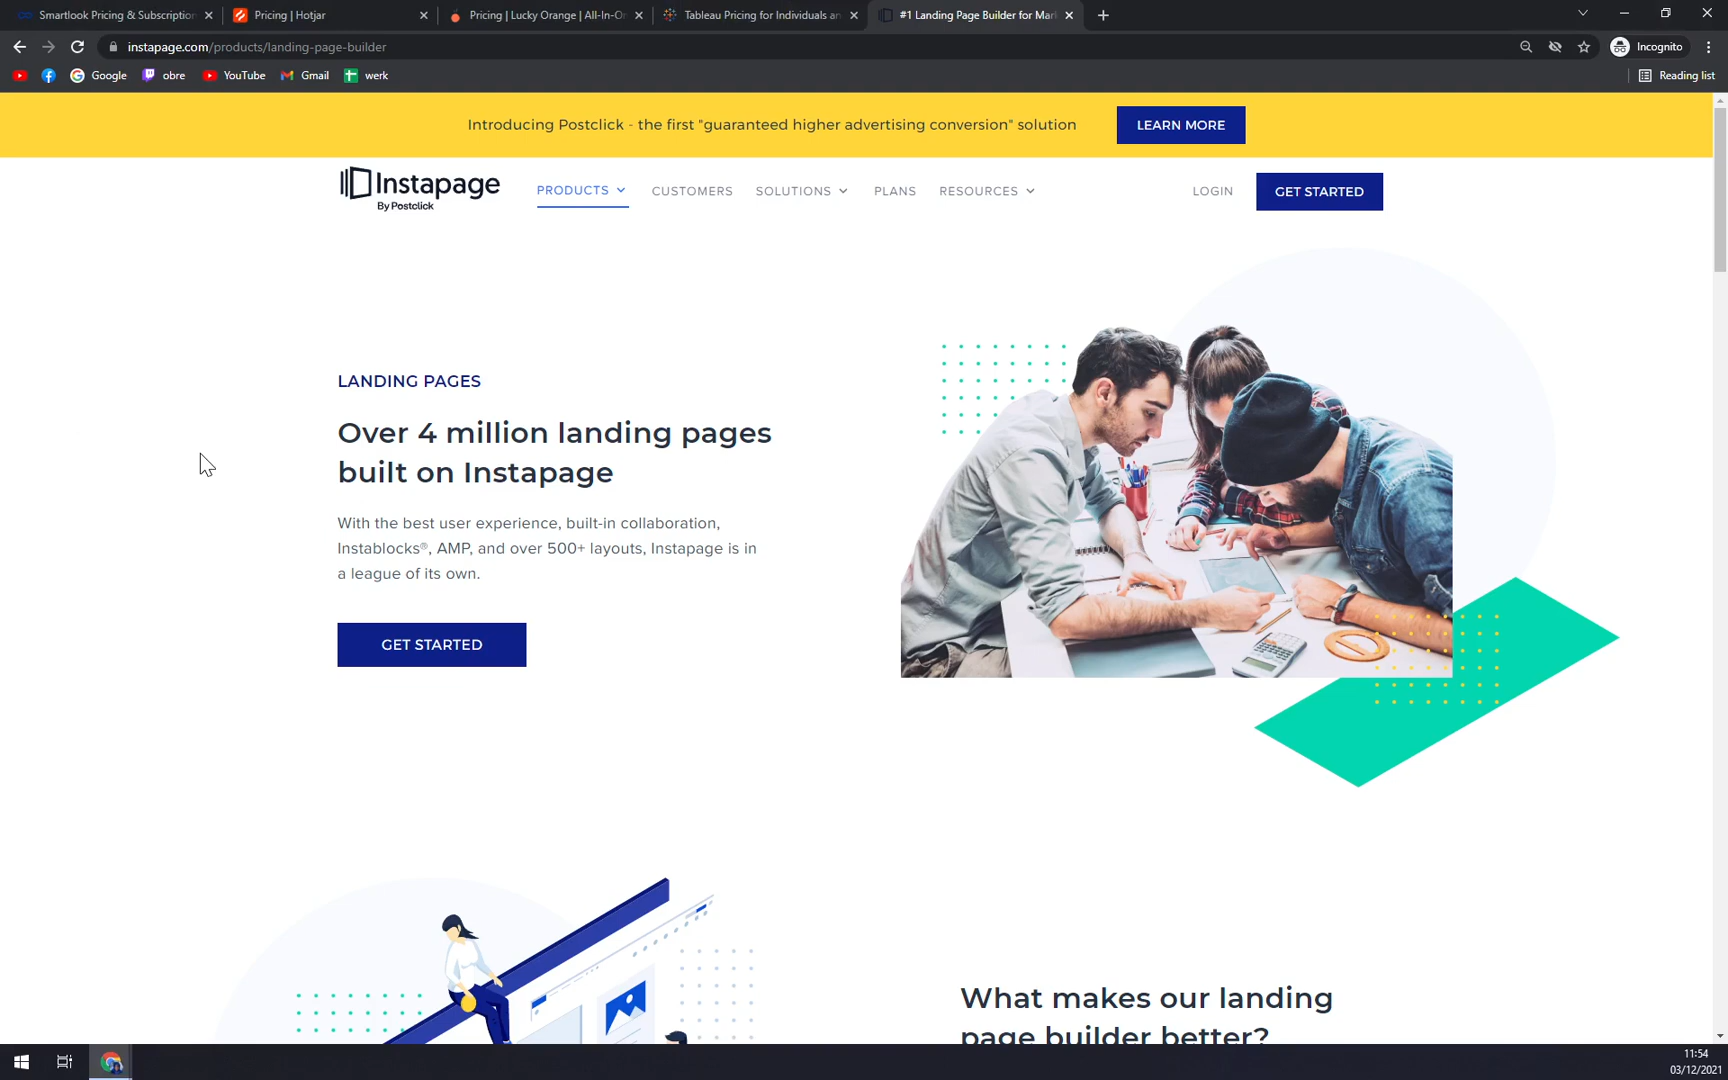 Smartlook Pricing & Subscription
Pricing | Hotjar
Pricing | Lucky Orange | All-In-O
Tableau Pricing for Individuals an
#1 Landing Page Builder for Mar
instapage.com/products/landing-page-builder
Incognito
Google
obre
YouTube
Gmail
werk
Reading list
Introducing Postclick - the first "guaranteed higher advertising conversion" solution
LEARN MORE
Instapage
By Postclick
PRODUCTS
CUSTOMERS
SOLUTIONS
PLANS
RESOURCES
LOGIN
GET STARTED
LANDING PAGES
Over 4 million landing pages
built on Instapage
With the best user experience, built-in collaboration,
Instablocks®, AMP, and over 500+ layouts, Instapage is in
a league of its own.
GET STARTED
What makes our landing
page builder better?
11:54
03/12/2021